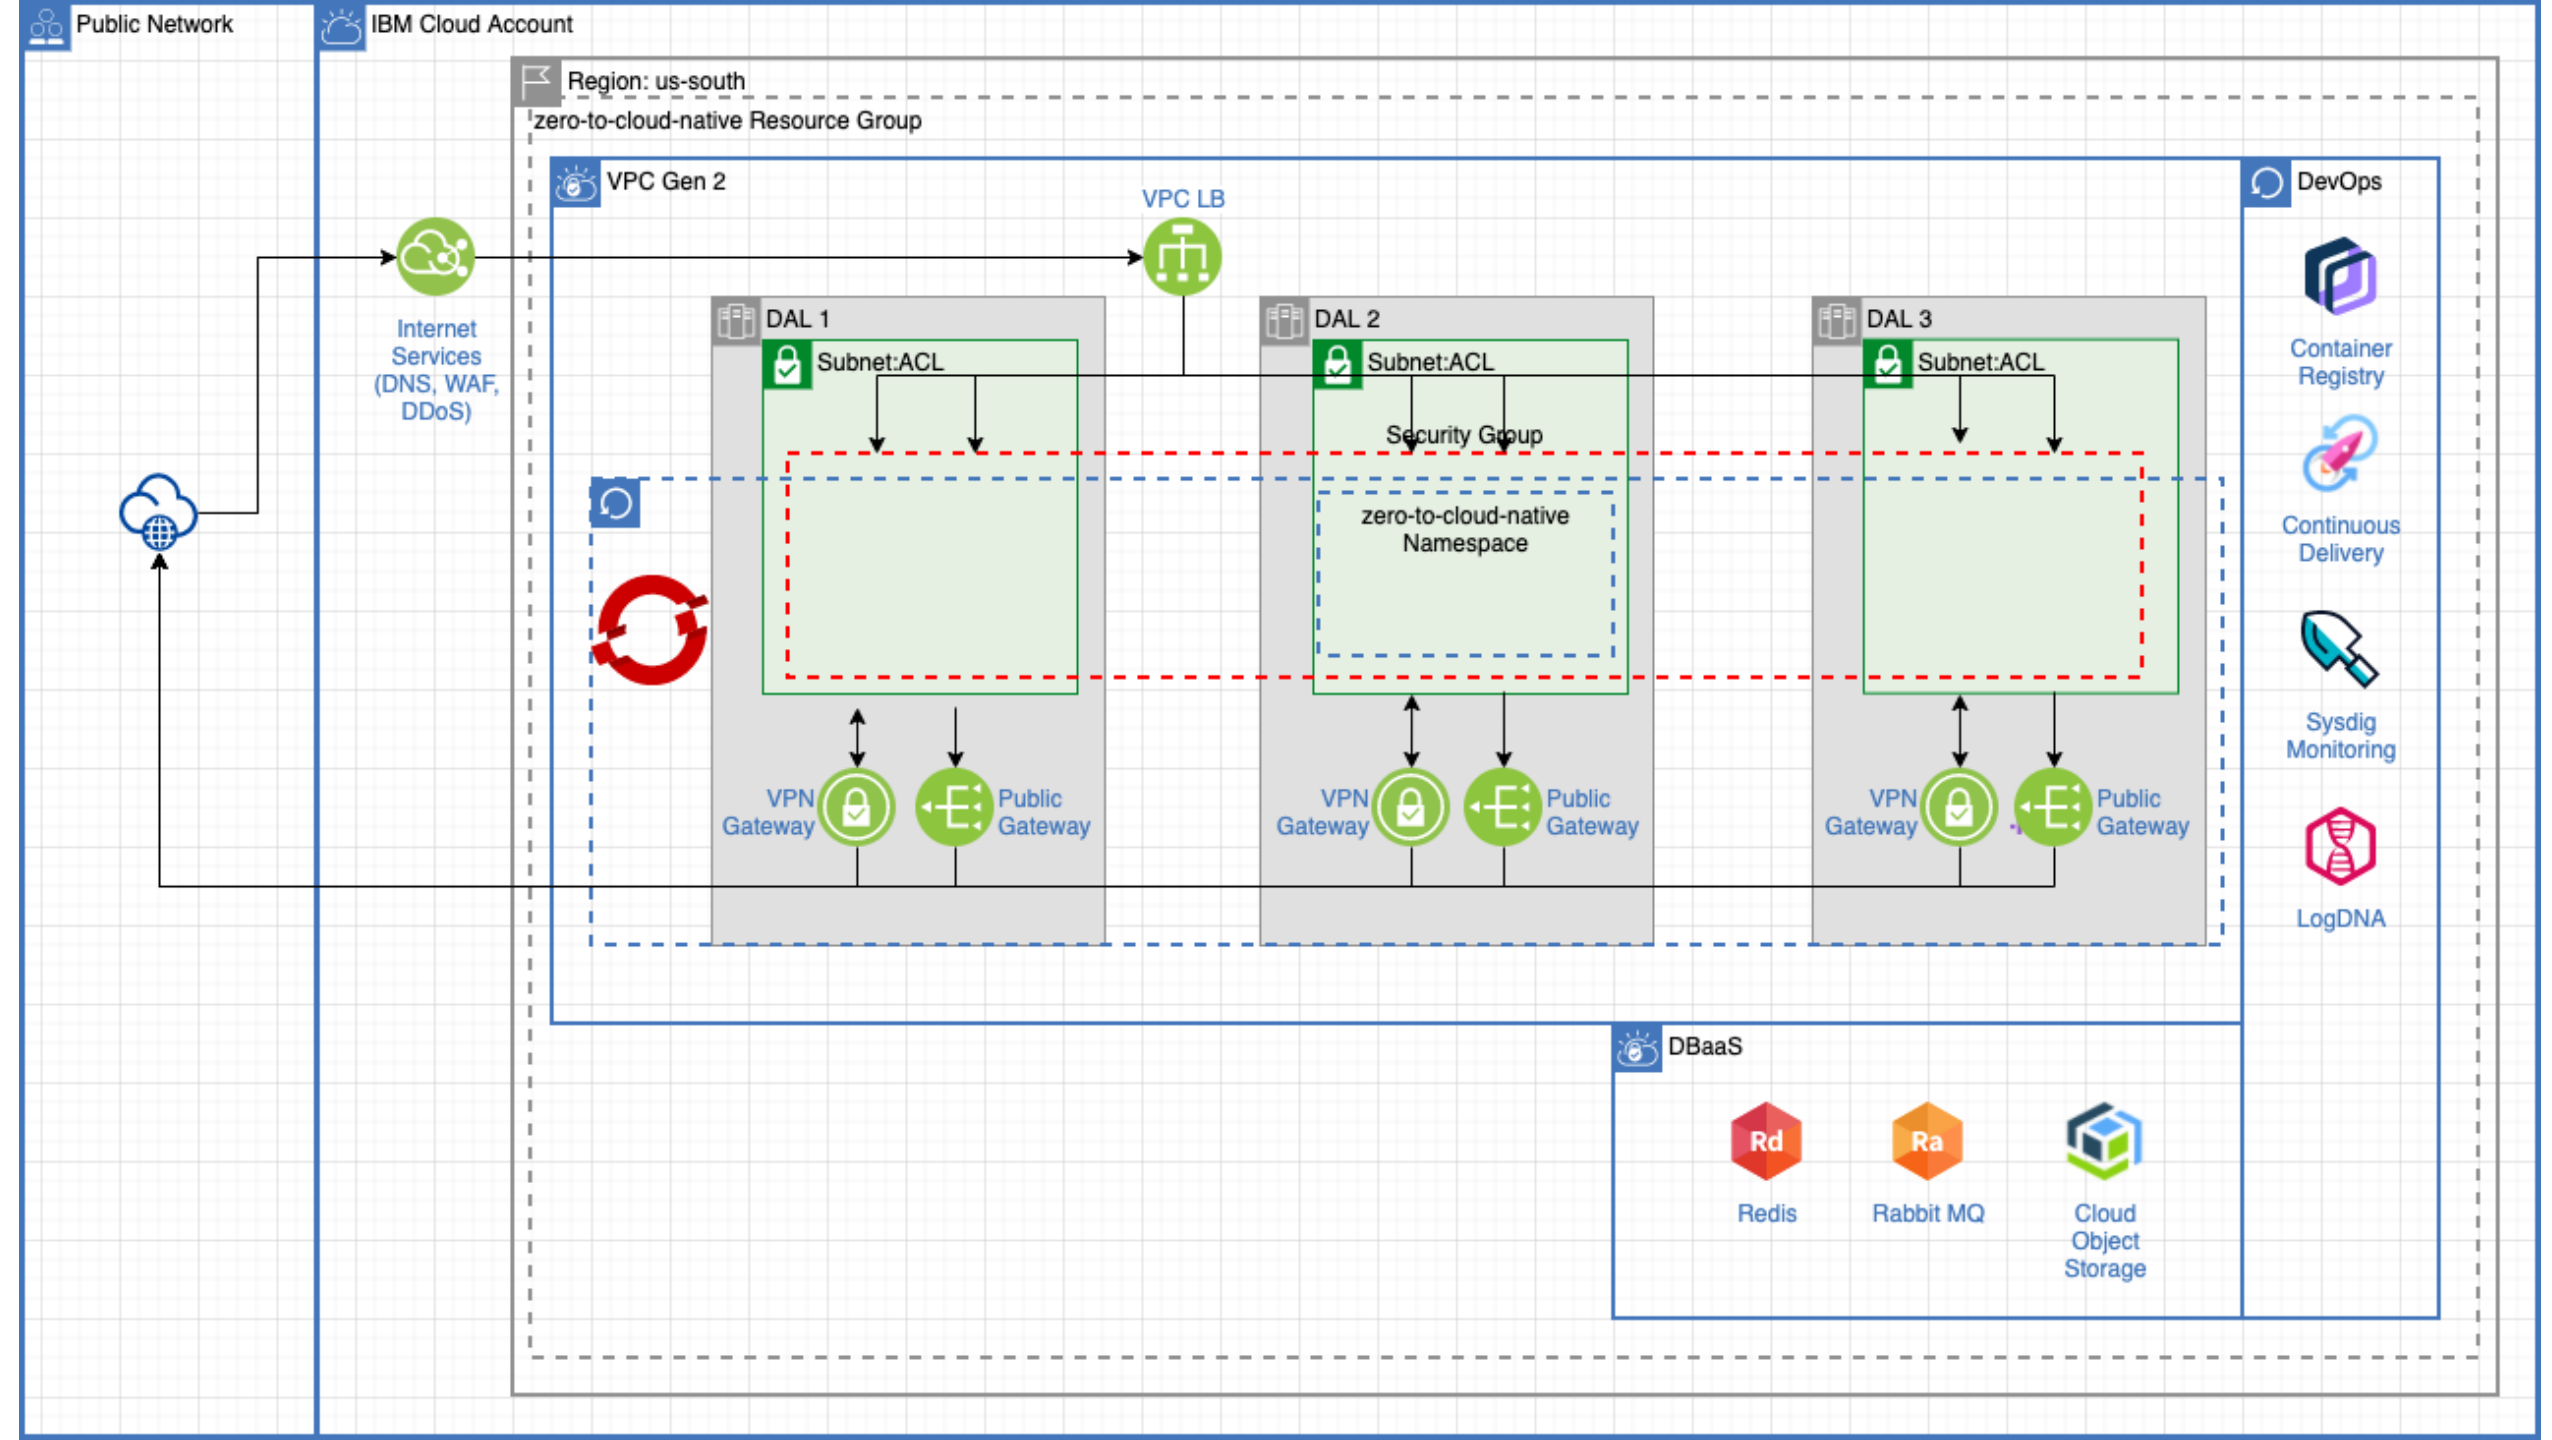 Public Network
IBM Cloud Account
Region: us-south
zero-to-cloud-native Resource Group
VPC Gen 2
VPC LB
DevOps
Internet
Services
(DNS, WAF,
DDoS)
DAL 1
Subnet:ACL
DAL 2
Subnet:ACL
DAL 3
Subnet:ACL
Security Group
zero-to-cloud-native
Namespace
VPN
Gateway
Public
Gateway
VPN
Gateway
Public
Gateway
VPN
Gateway
Public
Gateway
Container
Registry
Continuous
Delivery
Sysdig
Monitoring
LogDNA
DBaaS
Rd
Redis
Ra
Rabbit MQ
Cloud
Object
Storage